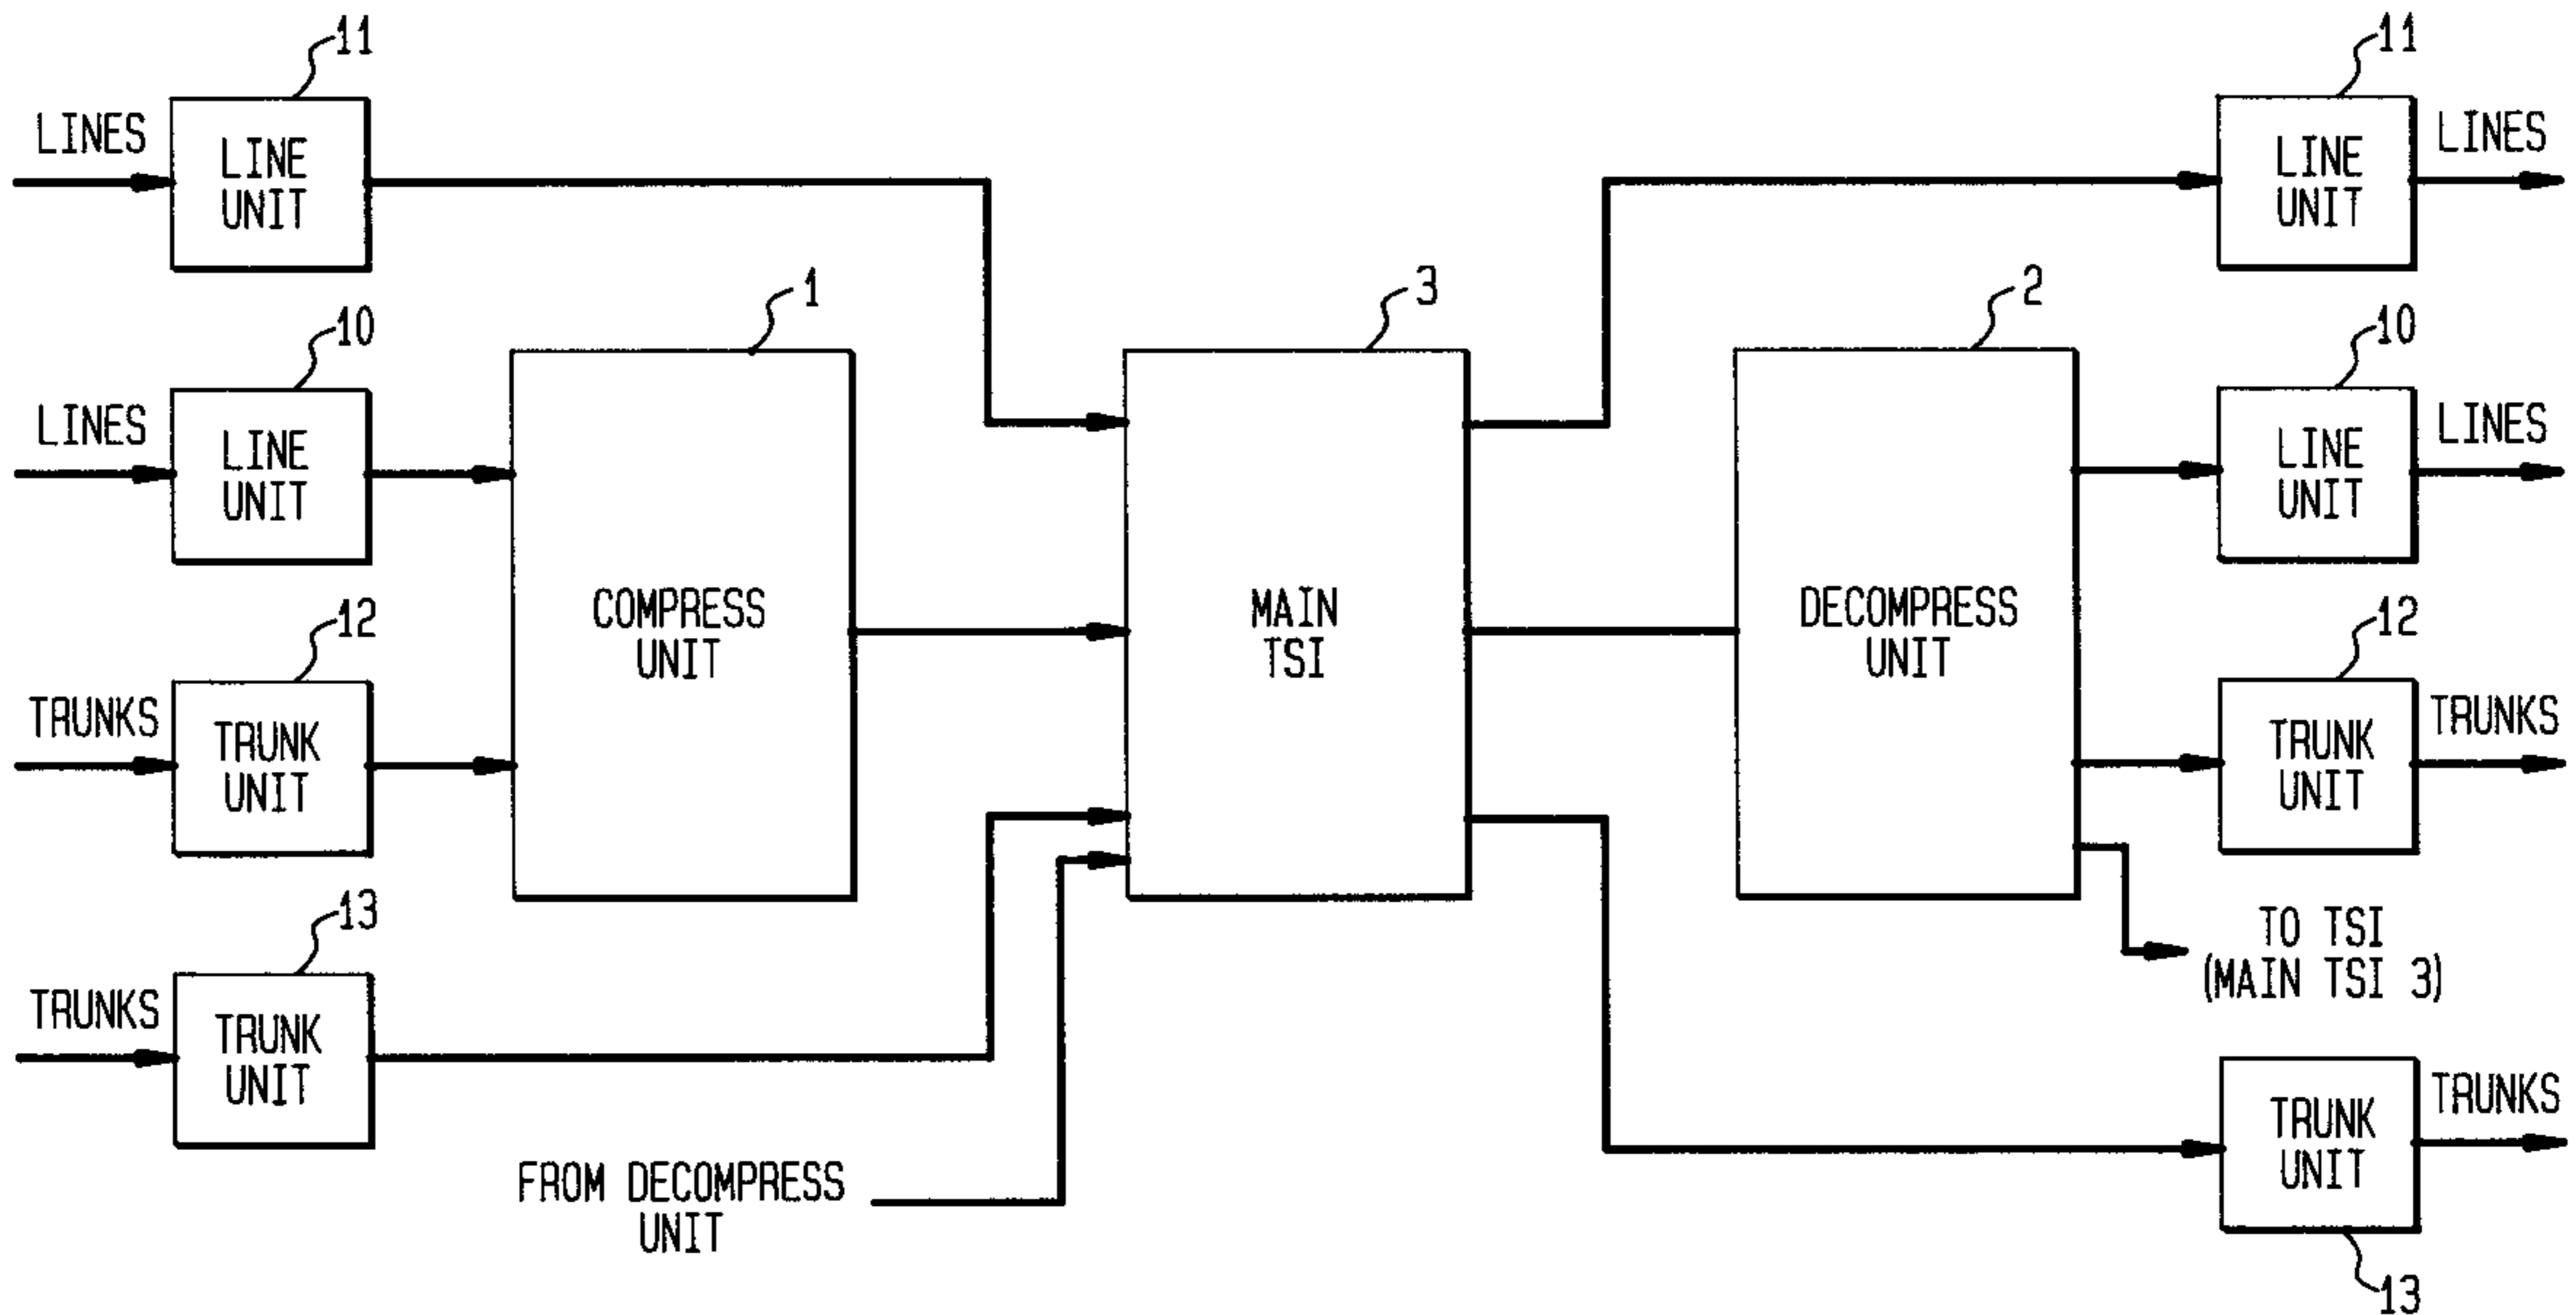 11
LINES
LINE
UNIT
10
LINES
LINE
UNIT
12
TRUNKS
TRUNK
UNIT
13
TRUNKS
TRUNK
UNIT
1
COMPRESS
UNIT
FROM DECOMPRESS
UNIT
3
MAIN
TSI
2
DECOMPRESS
UNIT
11
LINE
UNIT
LINES
10
LINE
UNIT
LINES
12
TRUNK
UNIT
TRUNKS
TO TSI
(MAIN TSI 3)
TRUNK
UNIT
TRUNKS
13